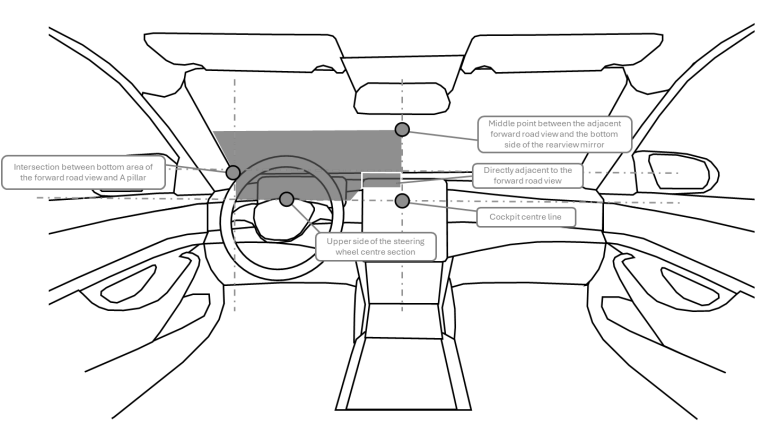 Middle point between the adjacent
forward road view and the bottom
side of the rearview mirror
Intersection between bottom area of
the forward road view and A pillar
Directly adjacent to the
forward road view
Cockpit centre line
Upper side of the steering
wheel centre section